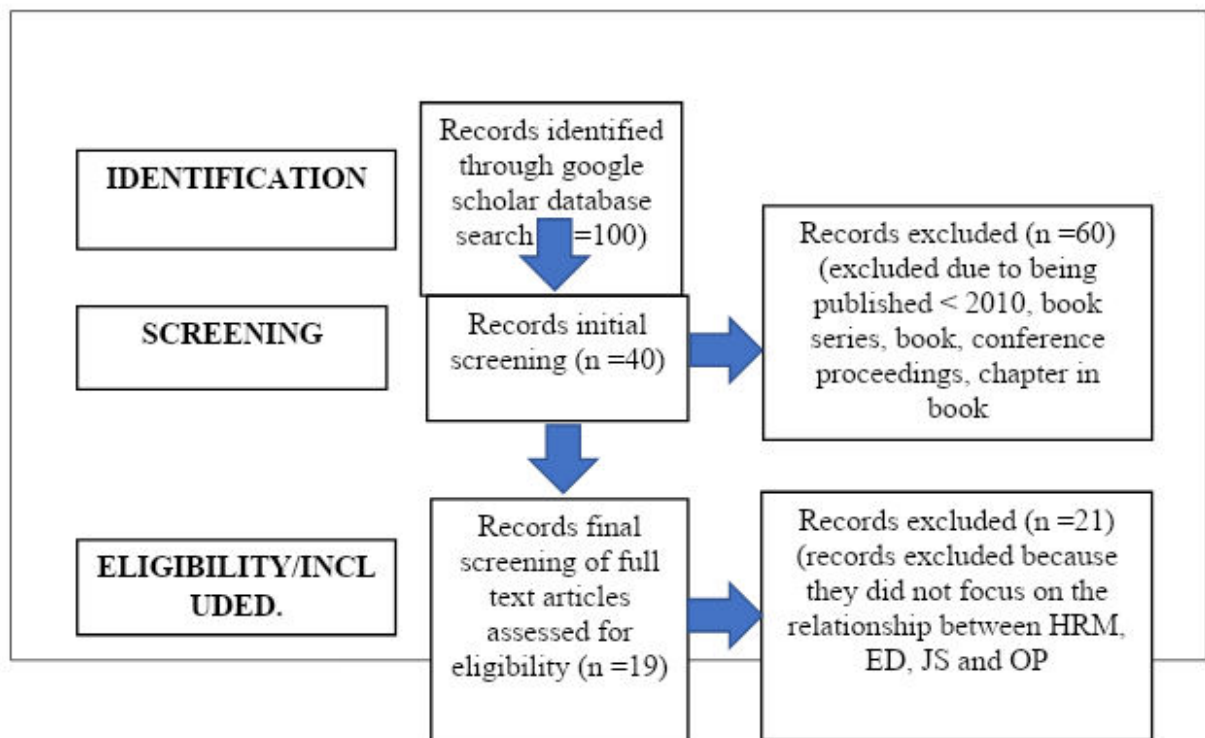 IDENTIFICATION
Records identified
through google
scholar database
search =100)
Records excluded (n =60)
(excluded due to being
published < 2010, book
series, book, conference
proceedings, chapter in
book
SCREENING
Records initial
screening (n =40)
ELIGIBILITY/INCL
UDED.
Records final
screening of full
text articles
assessed for
eligibility (n =19)
Records excluded (n =21)
(records excluded because
they did not focus on the
relationship between HRM,
ED, JS and OP